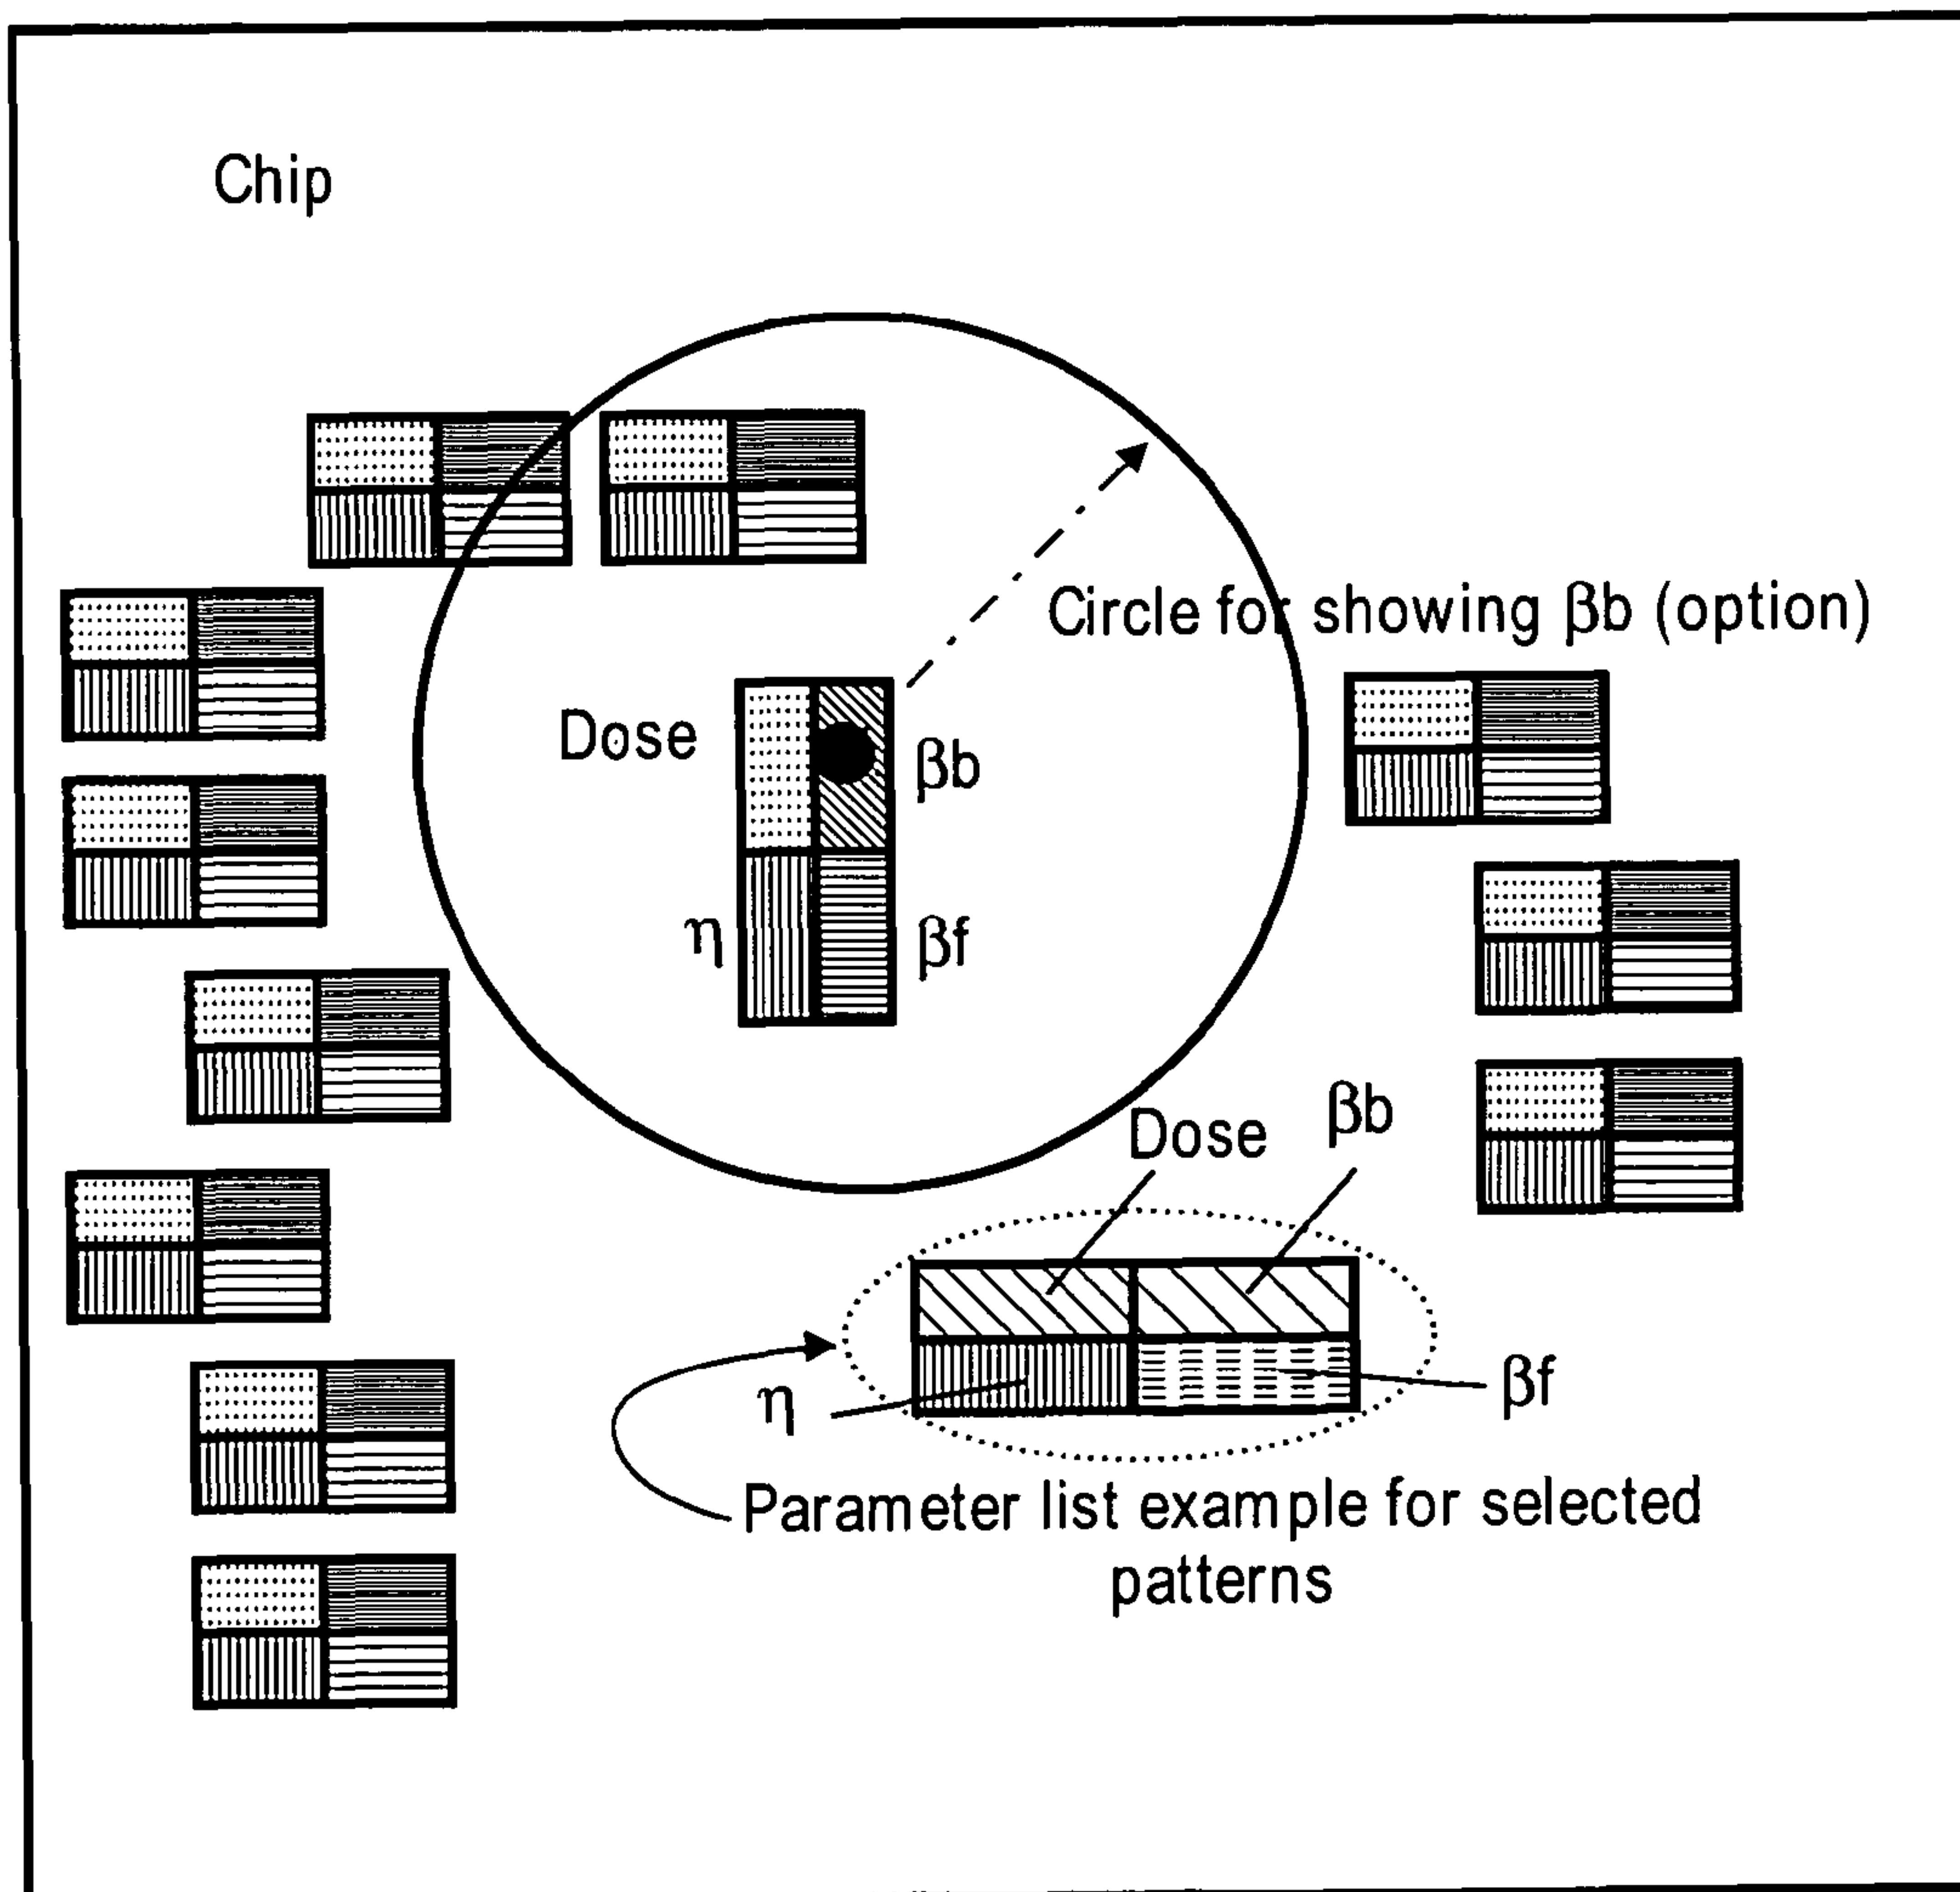 Chip
Circle for showing βb (option)
Dose
βb
η
βf
Dose
βb
η
βf
Parameter list example for selected
patterns